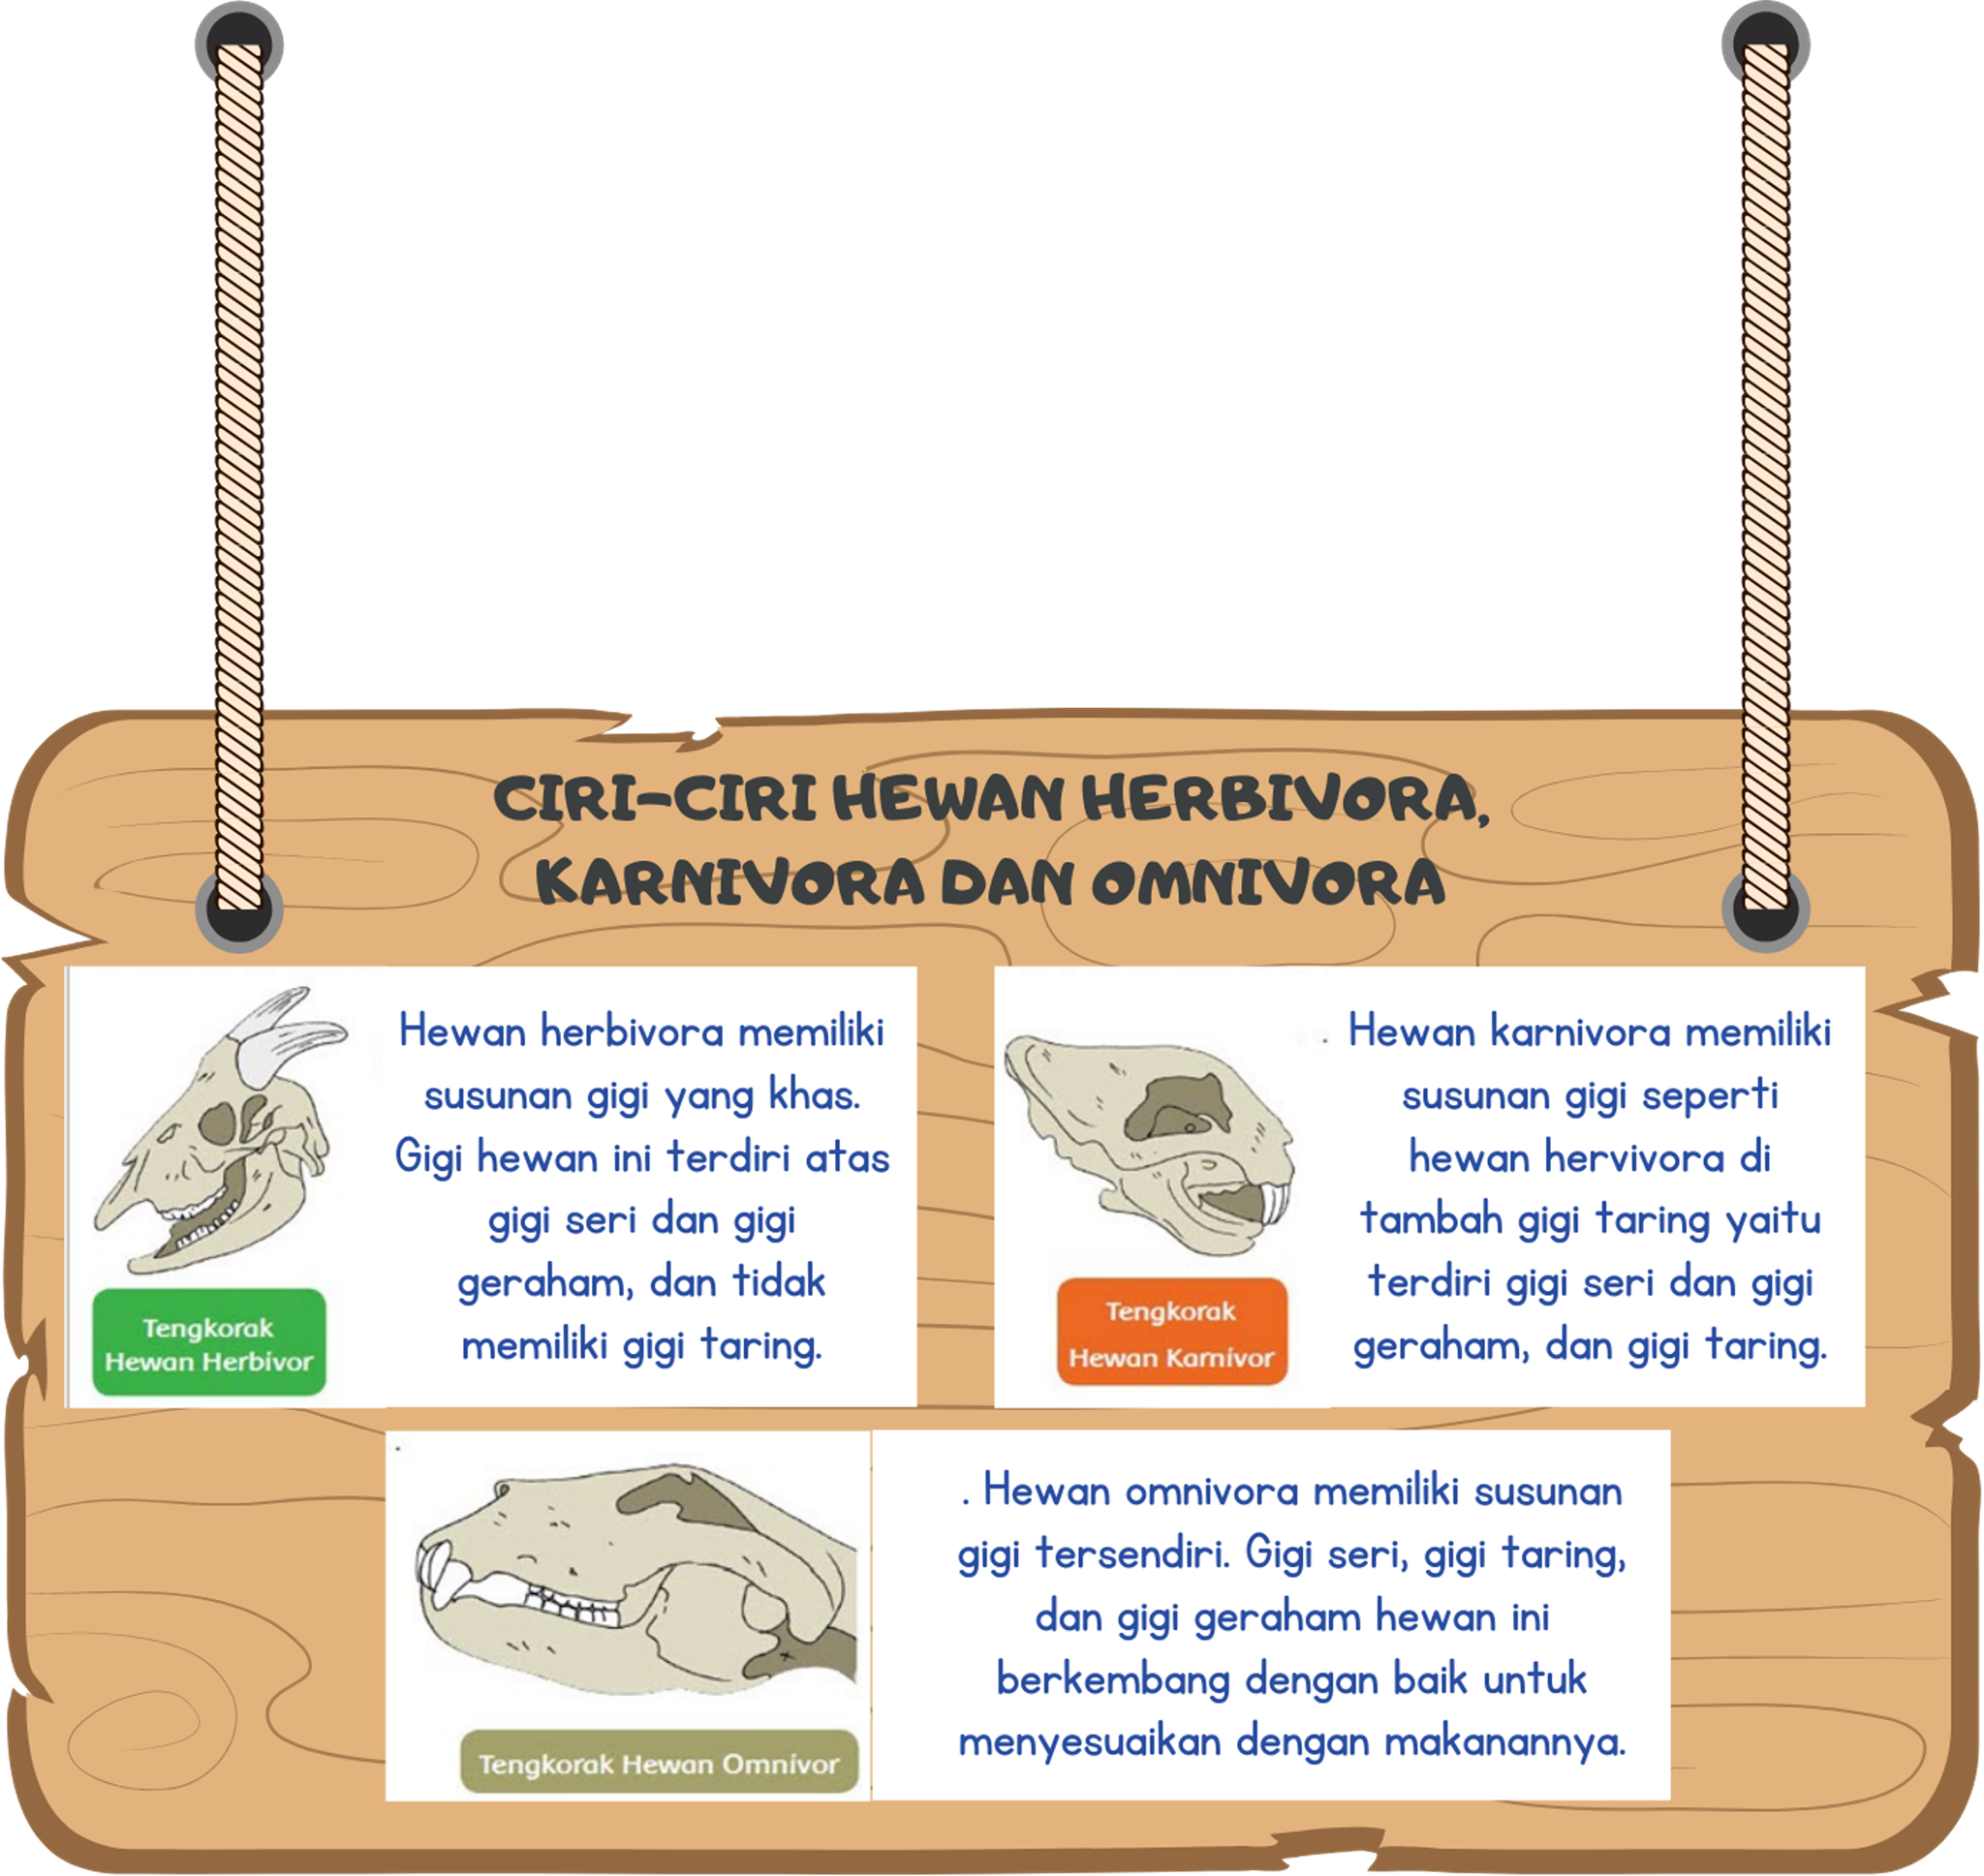 CIRI-CIRI HEWAN HERBIVORA,
KARNIVORA DAN OMNIVORA
Hewan herbivora memiliki
susunan gigi yang khas.
Gigi hewan ini terdiri atas
gigi seri dan gigi
geraham, dan tidak
memiliki gigi taring.
Tengkorak
Hewan Herbivor
Hewan karnivora memiliki
susunan gigi seperti
hewan hervivora di
tambah gigi taring yaitu
terdiri gigi seri dan gigi
geraham, dan gigi taring.
Tengkorak
Hewan Karnivor
. Hewan omnivora memiliki susunan
gigi tersendiri. Gigi seri, gigi taring,
dan gigi geraham hewan ini
berkembang dengan baik untuk
menyesuaikan dengan makanannya.
Tengkorak Hewan Omnivor